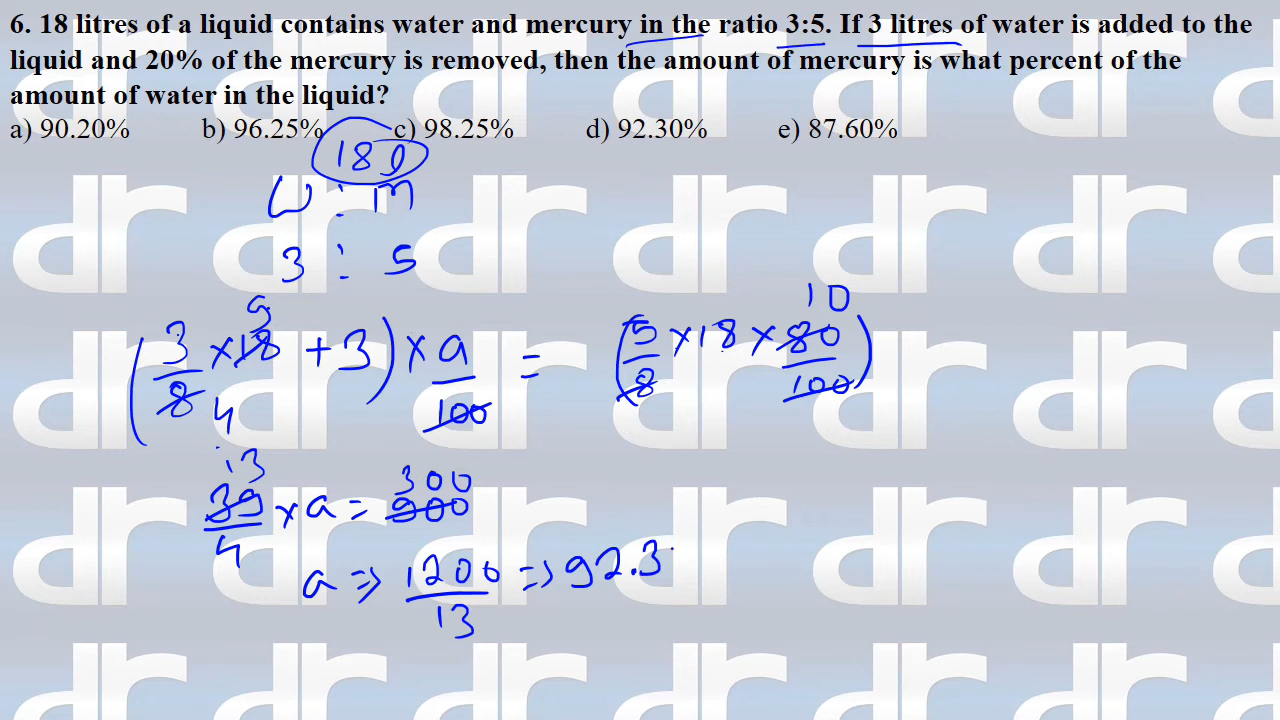 6. 18 litres of a liquid contains water and mercury in the ratio 3:5. If 3 litres of water is added to the
liquid and 20% of the mercury is removed, then the amount of mercury is what percent of the
amount of water in the liquid?
a) 90.20% b) 96.25% c) 98.25% d) 92.30% e) 87.60%
W : m
3 : 5
9 10
(3/8 × 18 + 3) × a/100 = (5/8 × 18 × 80/100)
4
13 300
39/4 × a = 900
a => 1200/13 => 92.3